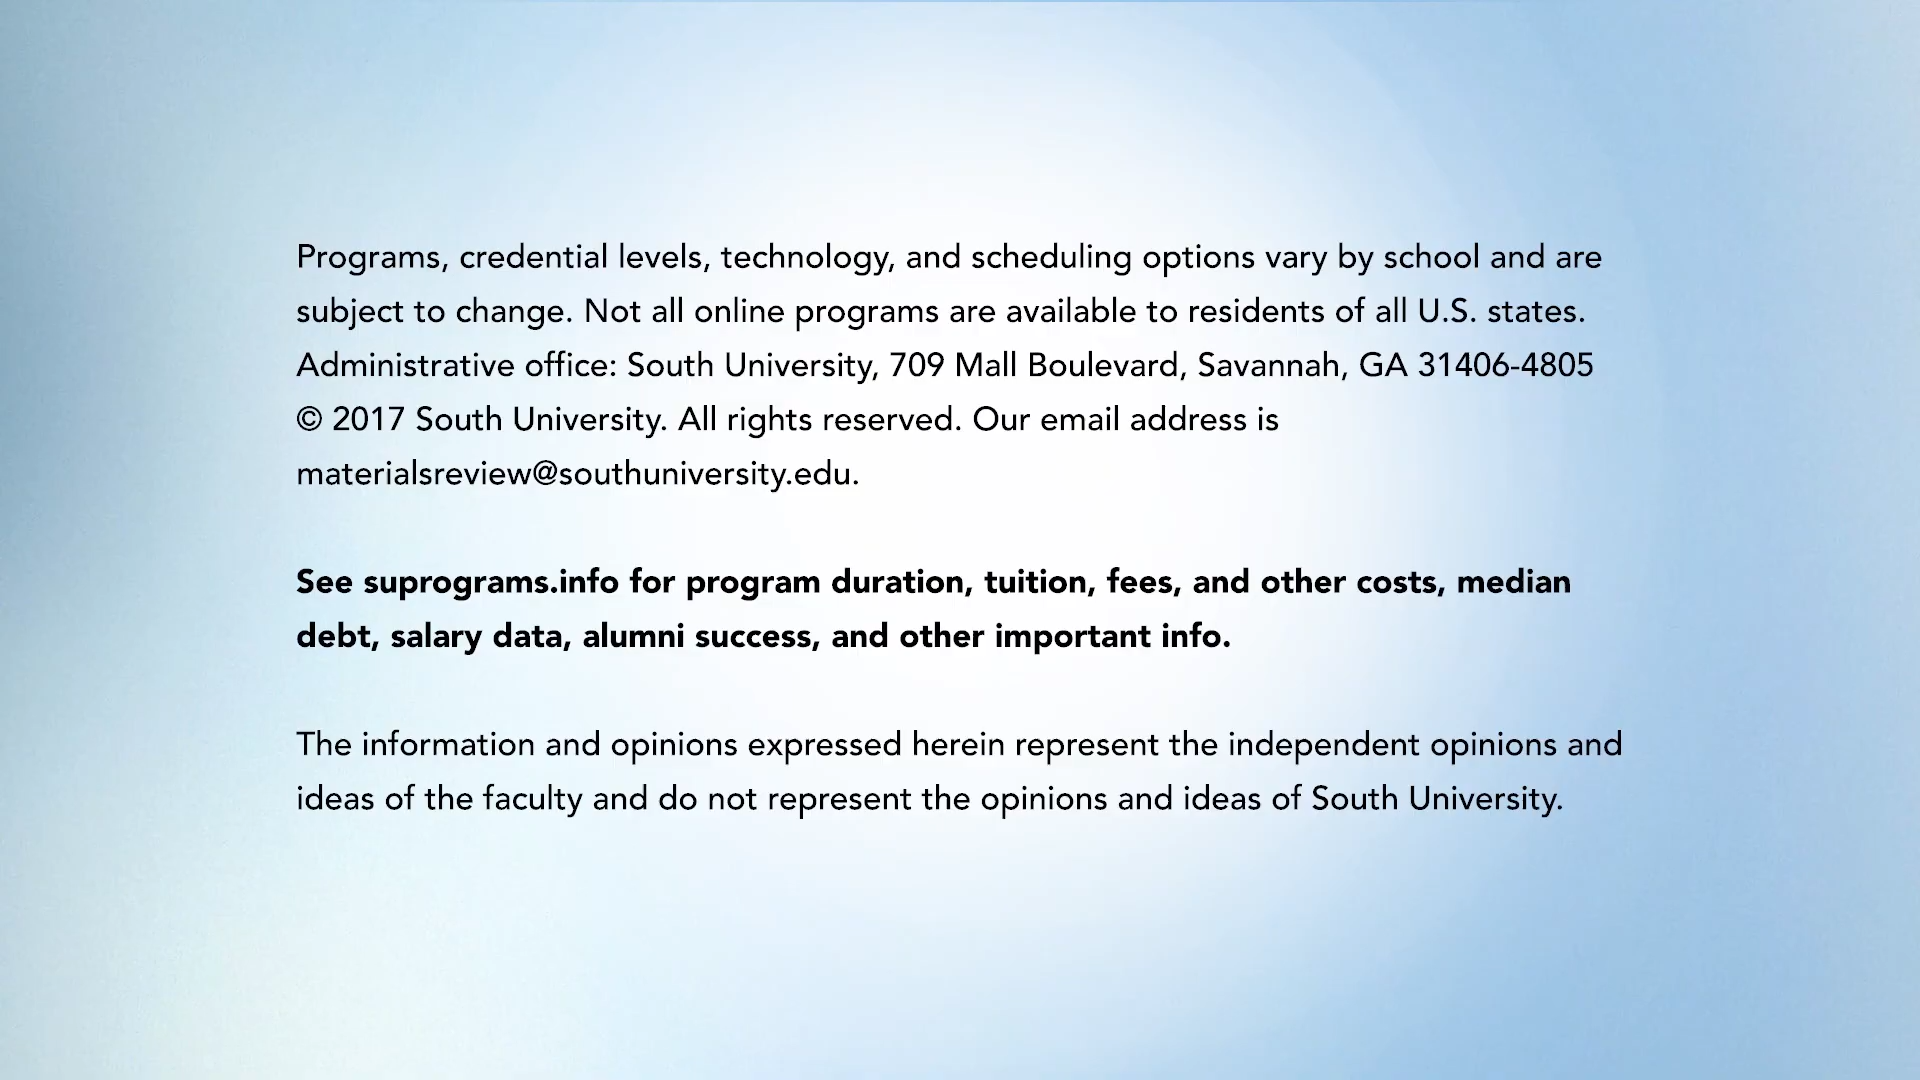 Programs, credential levels, technology, and scheduling options vary by school and are
subject to change. Not all online programs are available to residents of all U.S. states.
Administrative office: South University, 709 Mall Boulevard, Savannah, GA 31406-4805
© 2017 South University. All rights reserved. Our email address is
materialsreview@southuniversity.edu.
See suprograms.info for program duration, tuition, fees, and other costs, median
debt, salary data, alumni success, and other important info.
The information and opinions expressed herein represent the independent opinions and
ideas of the faculty and do not represent the opinions and ideas of South University.